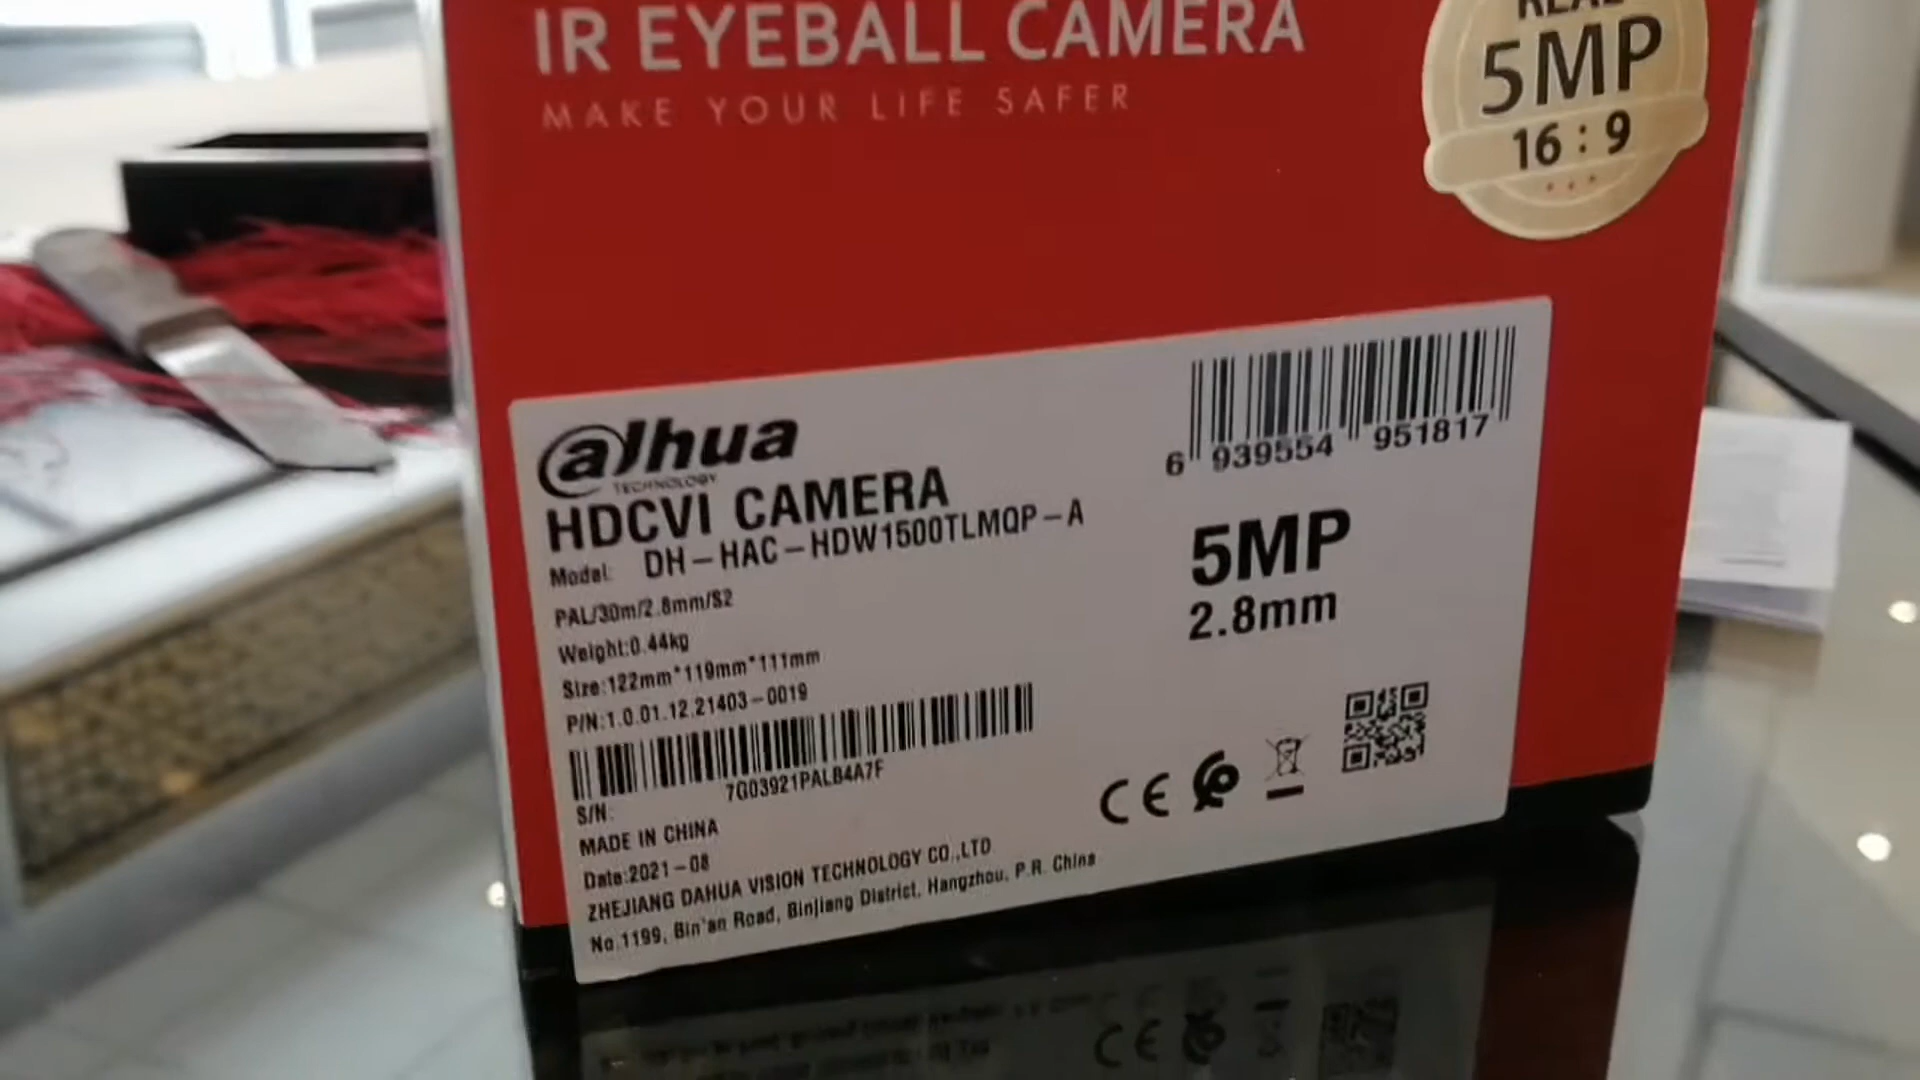 IR EYEBALL CAMERA
MAKE YOUR LIFE SAFER
REAL
5MP
16 : 9
alhua
TECHNOLOGY
HDCVI CAMERA
Model: DH-HAC-HDW1500TLMQP-A
PAL/30m/2.8mm/S2
Weight:0.44kg
Size:122mm*119mm*111mm
P/N:1.0.01.12.21403-0019
7G03921PALB4A7F
S/N:
MADE IN CHINA
Date:2021-08
ZHEJIANG DAHUA VISION TECHNOLOGY CO.,LTD
No.1199, Bin'an Road, Binjiang District, Hangzhou, P.R. China
6 939554 951817
5MP
2.8mm
CE